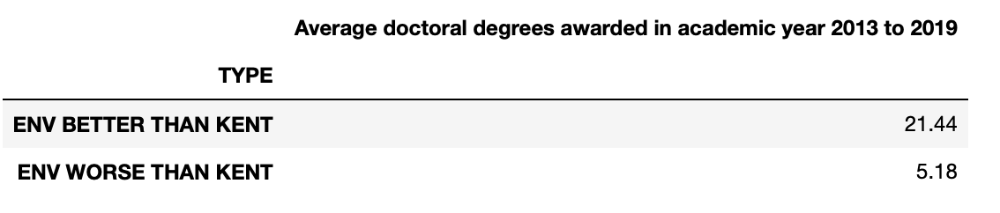 Average doctoral degrees awarded in academic year 2013 to 2019
TYPE
ENV BETTER THAN KENT 21.44
ENV WORSE THAN KENT 5.18